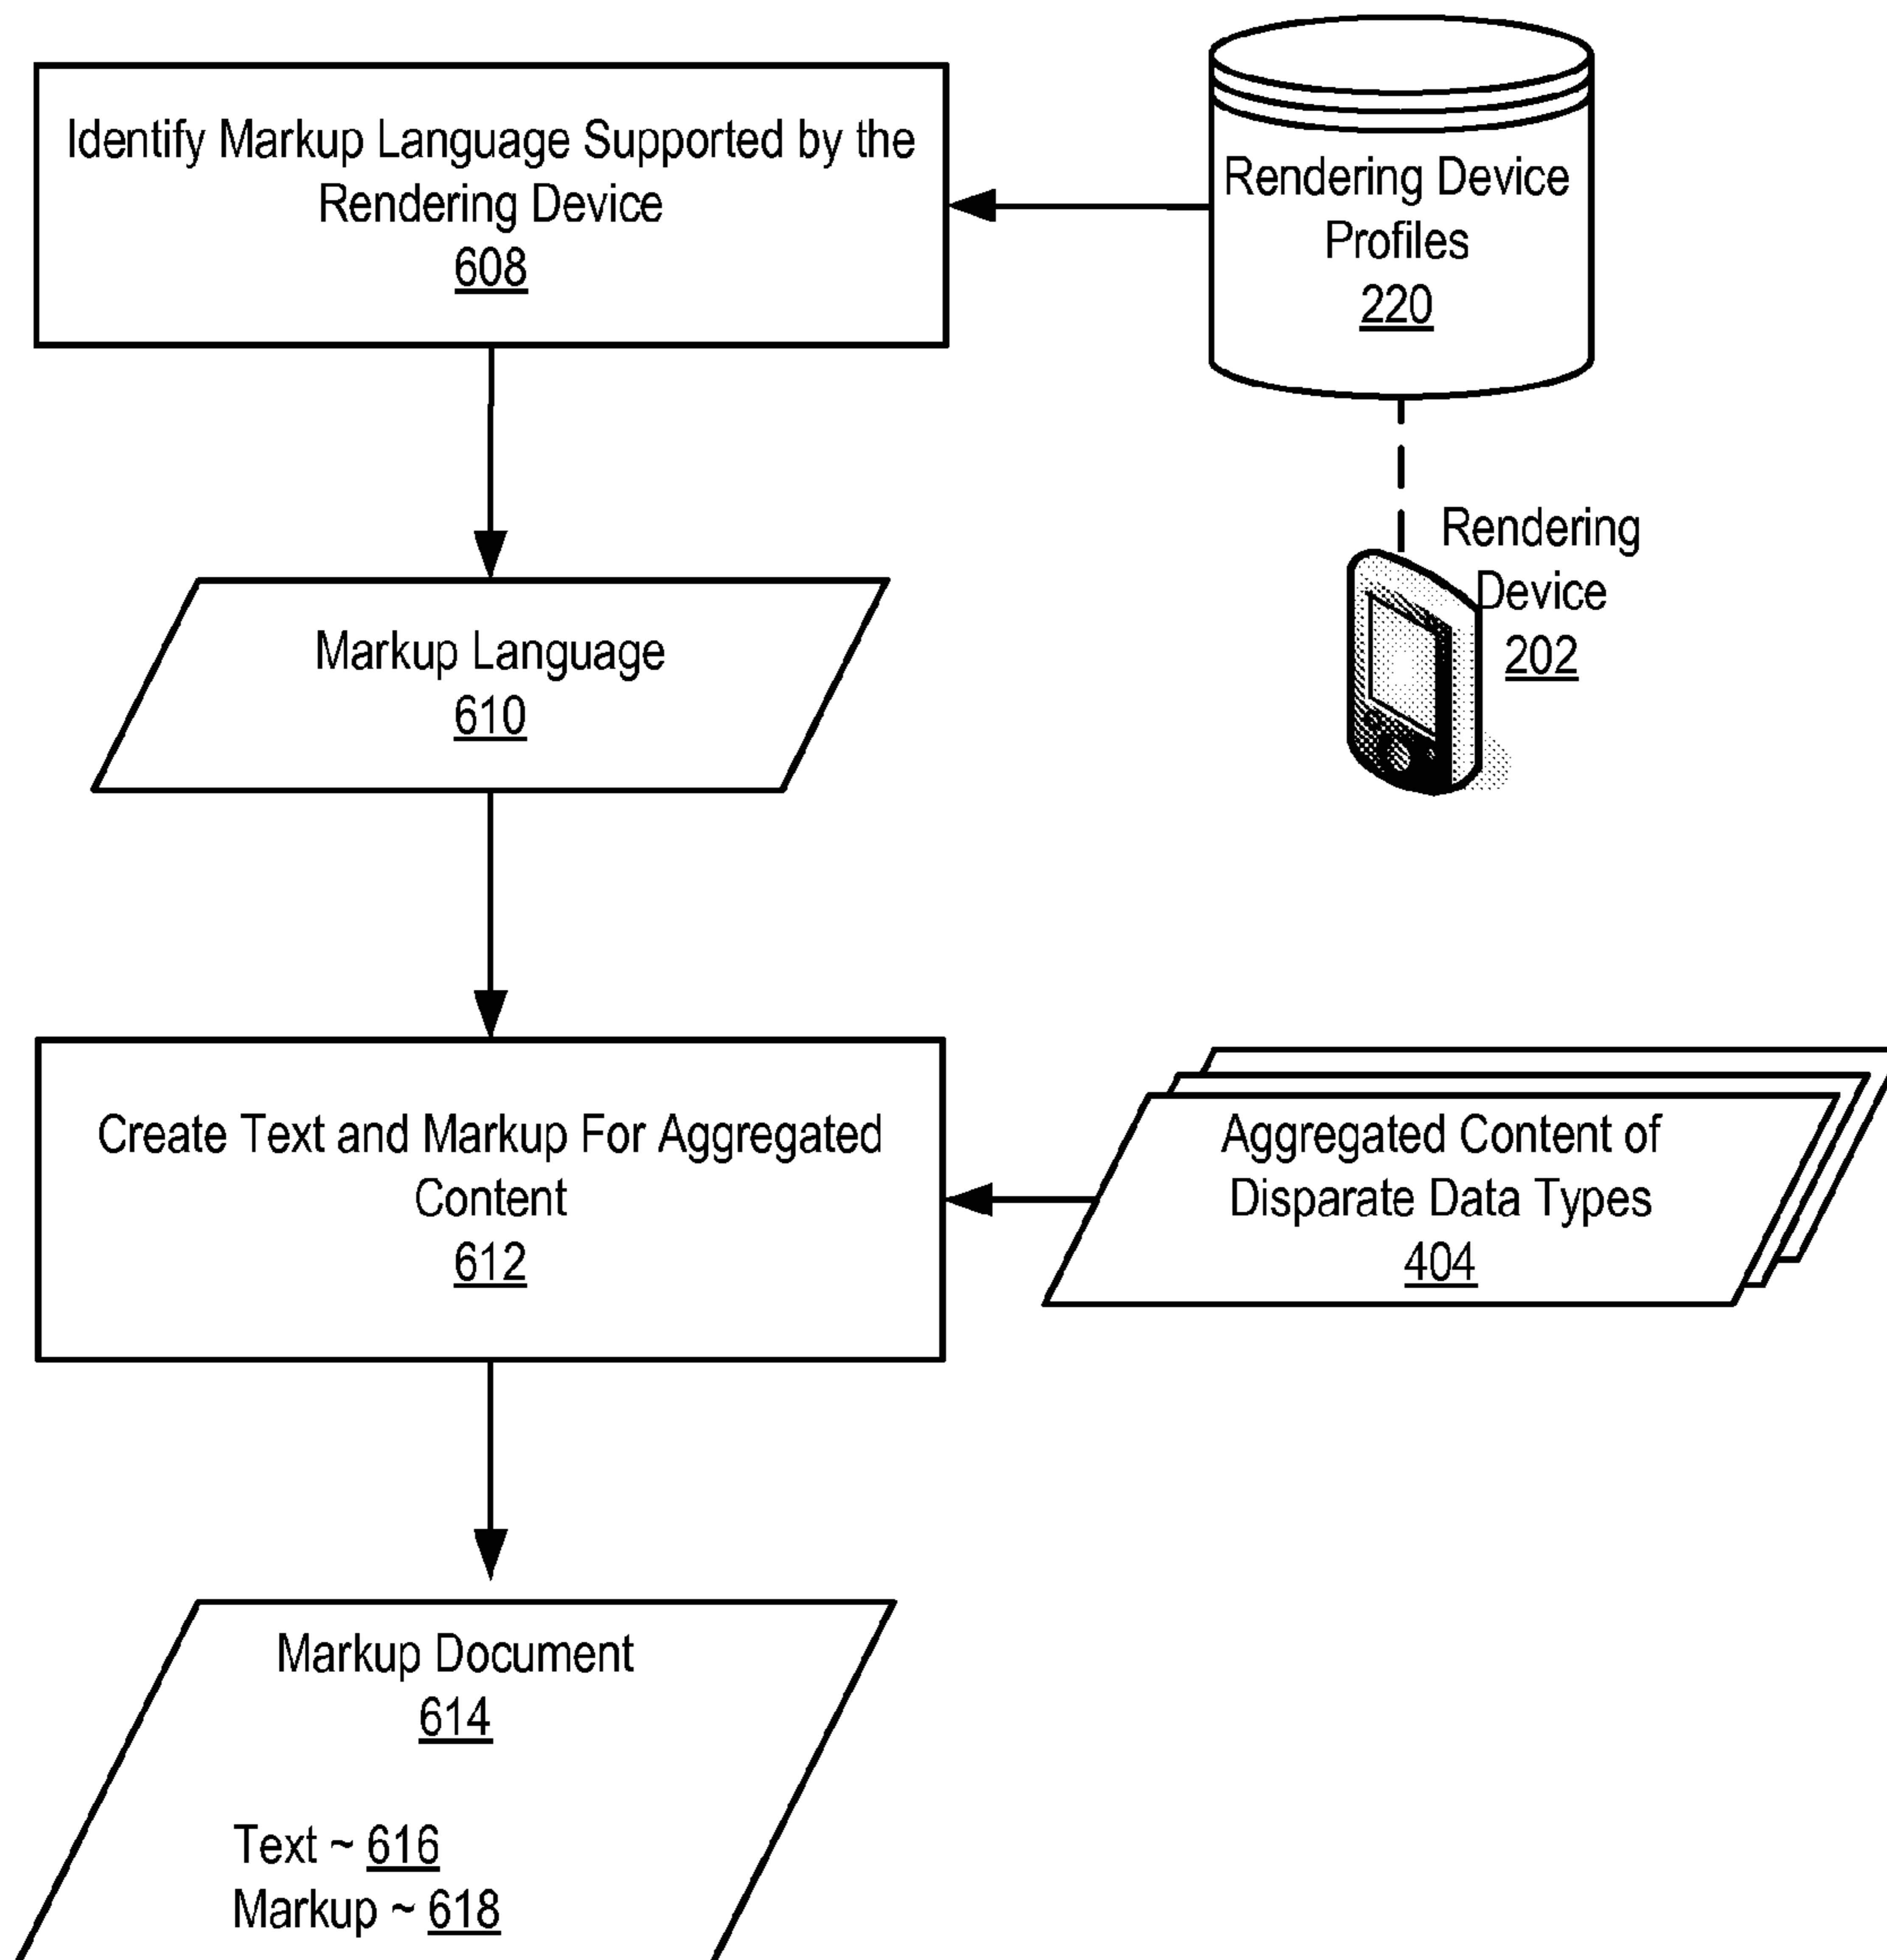 Identify Markup Language Supported by the
Rendering Device
608
Rendering Device
Profiles
220
Rendering
Device
202
Markup Language
610
Create Text and Markup For Aggregated
Content
612
Aggregated Content of
Disparate Data Types
404
Markup Document
614
Text ~ 616
Markup ~ 618